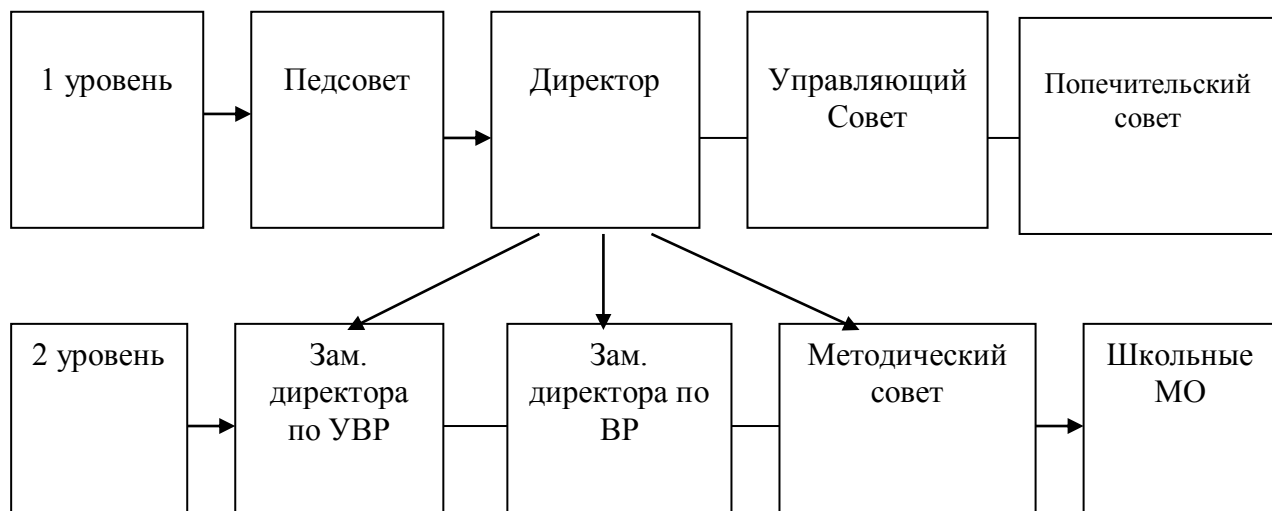 1 уровень
Педсовет
Директор
Управляющий
Совет
Попечительский
совет
2 уровень
Зам.
директора
по УВР
Зам.
директора по
ВР
Методический
совет
Школьные
МО